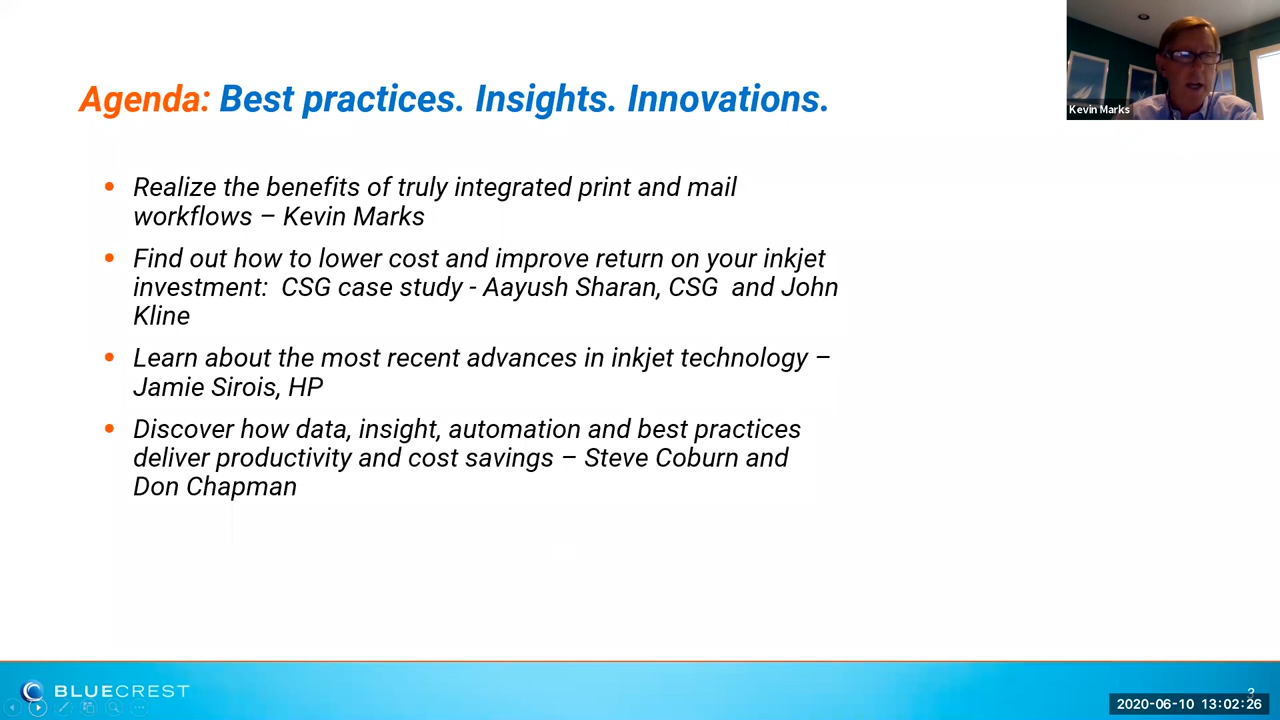 Agenda: Best practices. Insights. Innovations.
Kevin Marks
• Realize the benefits of truly integrated print and mail
workflows – Kevin Marks
• Find out how to lower cost and improve return on your inkjet
investment:  CSG case study - Aayush Sharan, CSG  and John
Kline
• Learn about the most recent advances in inkjet technology –
Jamie Sirois, HP
• Discover how data, insight, automation and best practices
deliver productivity and cost savings – Steve Coburn and
Don Chapman
BLUECREST
3
2020-06-10 13:02:26